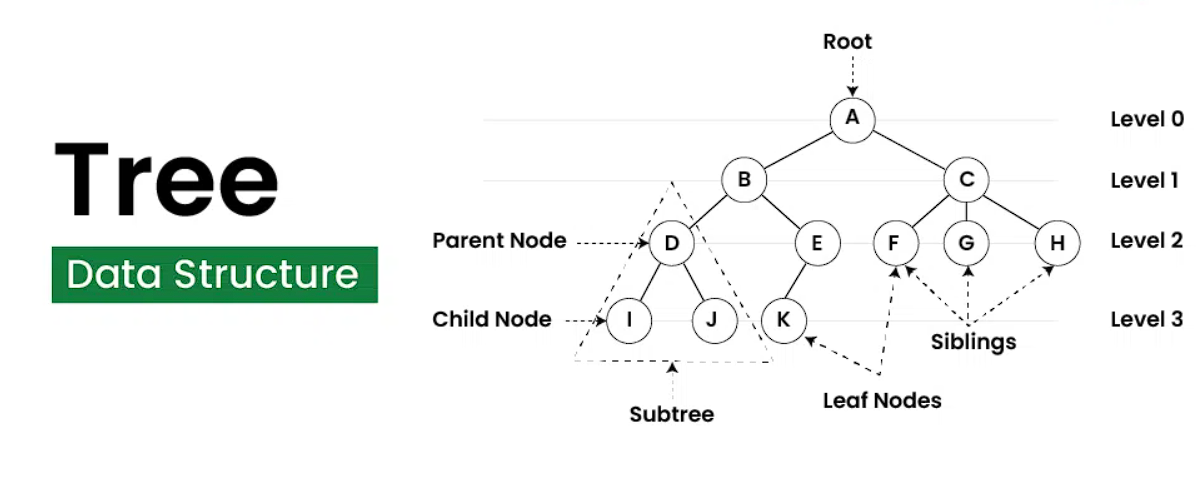 Tree
Data Structure
Root
A
Level 0
B
C
Level 1
Parent Node
D
E
F
G
H
Level 2
Child Node
I
J
K
Level 3
Siblings
Leaf Nodes
Subtree